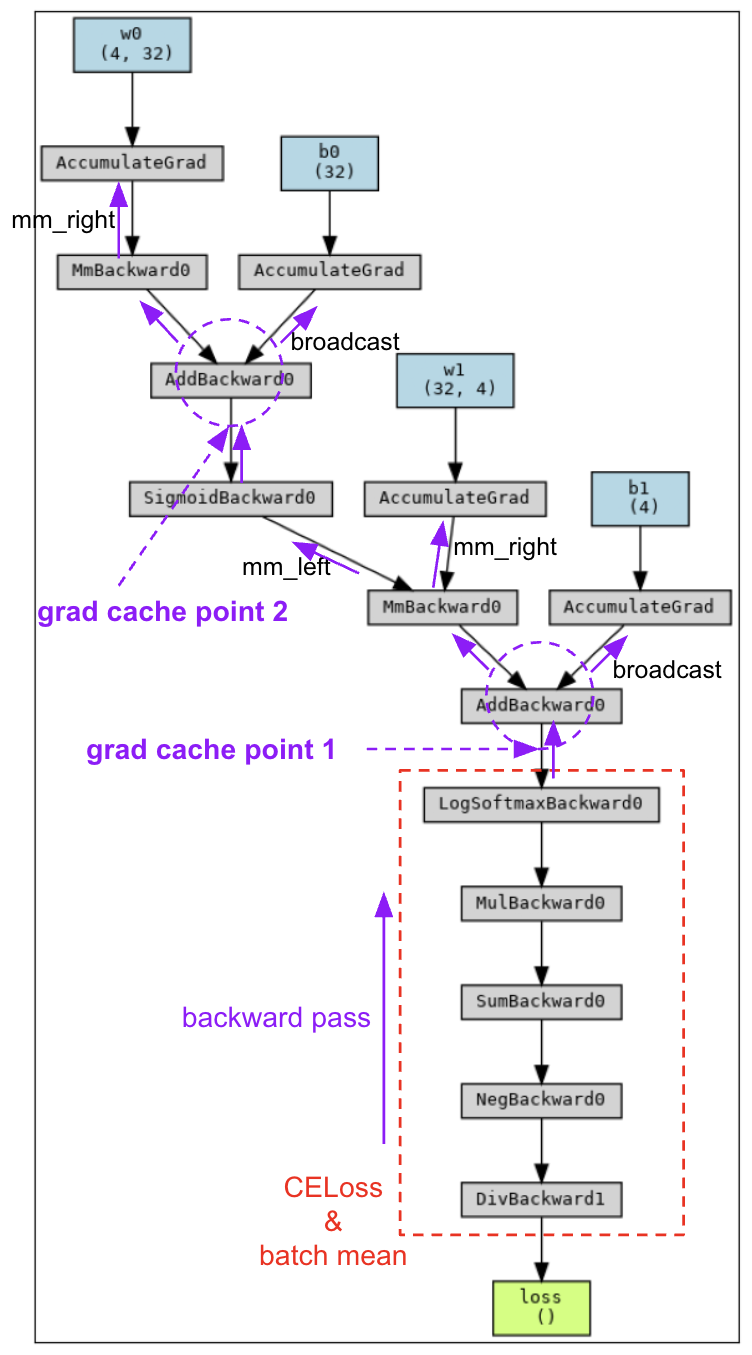 w0
(4, 32)
AccumulateGrad
b0
(32)
mm_right
MmBackward0
AccumulateGrad
broadcast
AddBackward0
w1
(32, 4)
SigmoidBackward0
AccumulateGrad
b1
(4)
mm_left
mm_right
grad cache point 2
MmBackward0
AccumulateGrad
broadcast
AddBackward0
grad cache point 1
LogSoftmaxBackward0
MulBackward0
SumBackward0
backward pass
NegBackward0
CELoss
&
batch mean
DivBackward1
loss
()